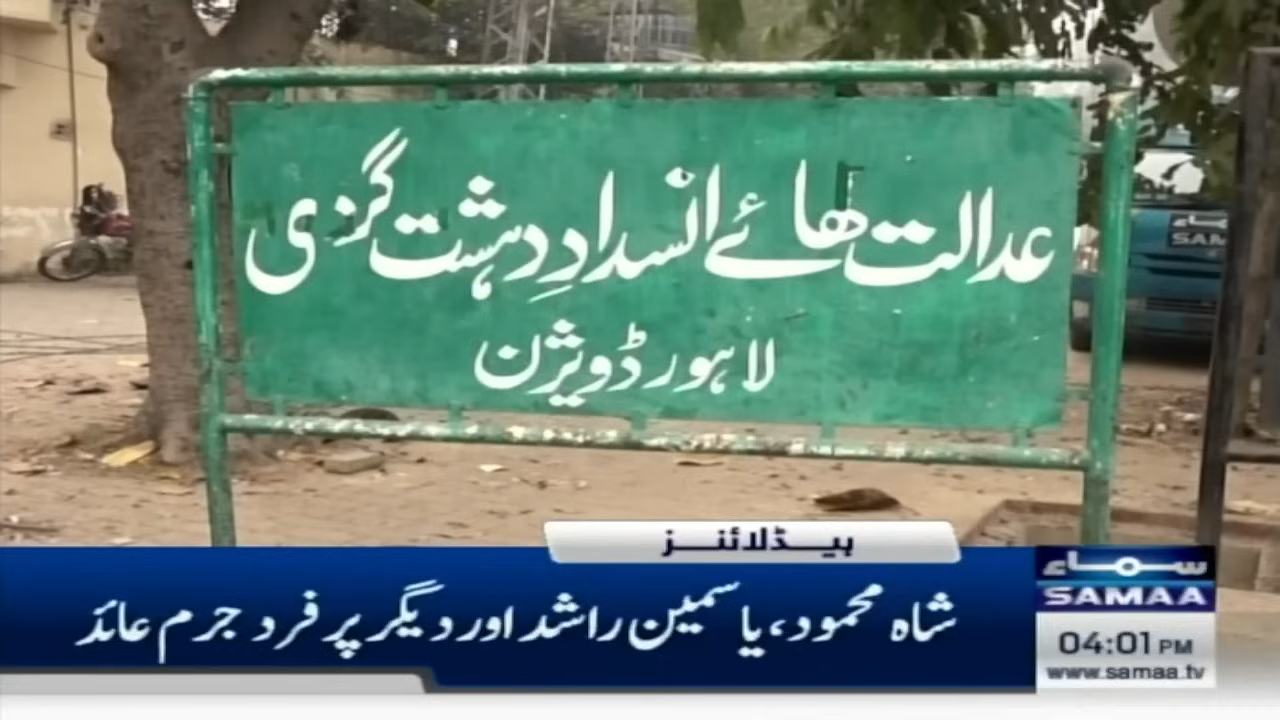 عدالت ھائے انسدادِ دہشت گردی
لاہور ڈویژن
ہیڈلائنز
شاہ محمود، یاسمین راشد اور دیگر پر فرد جرم عائد
سماء
SAMAA
04:01 PM
www.samaa.tv